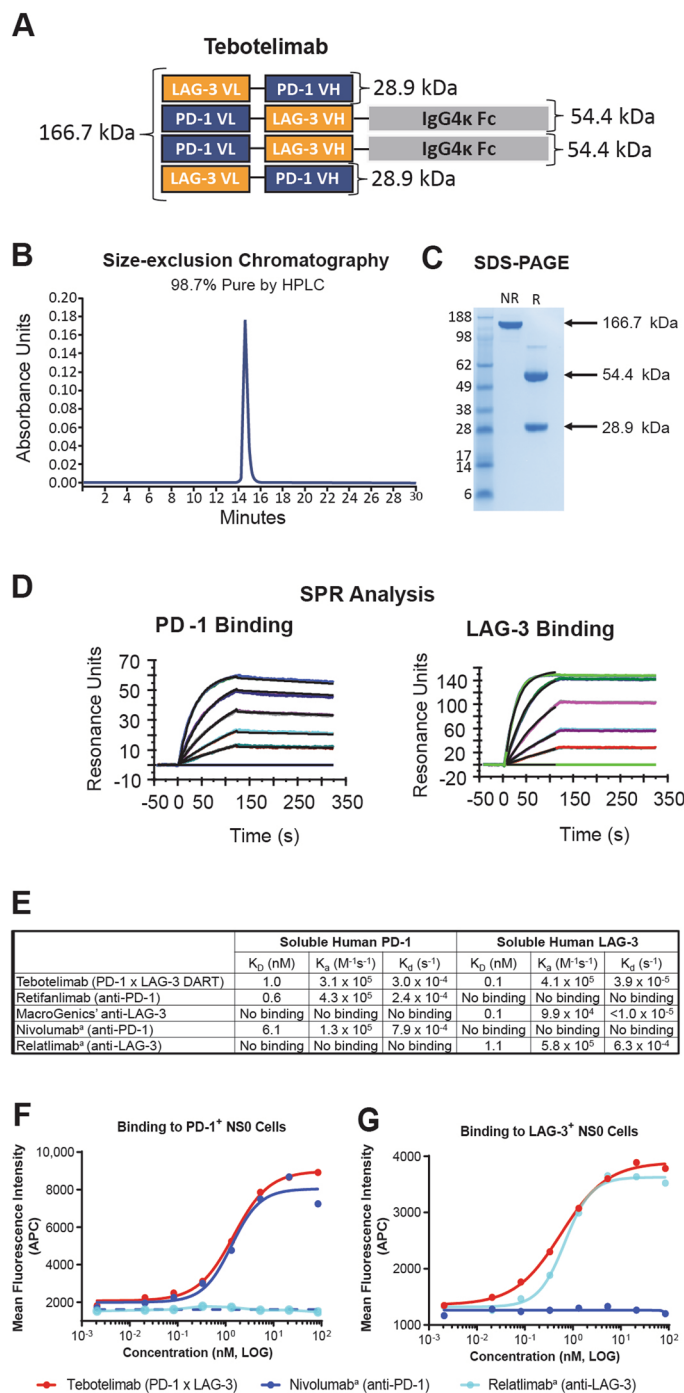 A
Tebotelimab
LAG-3 VL PD-1 VH 28.9 kDa
PD-1 VL LAG-3 VH IgG4κ Fc 54.4 kDa
166.7 kDa
PD-1 VL LAG-3 VH IgG4κ Fc 54.4 kDa
LAG-3 VL PD-1 VH 28.9 kDa
B
Size-exclusion Chromatography
98.7% Pure by HPLC
Absorbance Units
0.20
0.18
0.16
0.14
0.12
0.10
0.08
0.06
0.04
0.02
0.00
2 4 6 8 10 12 14 16 18 20 22 24 26 28 30
Minutes
C
SDS-PAGE
NR R
188
98
62
49
38
28
17
14
6
166.7 kDa
54.4 kDa
28.9 kDa
D
SPR Analysis
PD-1 Binding
Resonance Units
70
50
30
10
-10
-50 0 50 150 250 350
Time (s)
LAG-3 Binding
Resonance Units
140
100
60
20
-20
-50 0 50 150 250 350
Time (s)
E
Soluble Human PD-1 Soluble Human LAG-3
K_D (nM) K_a (M⁻¹s⁻¹) K_d (s⁻¹) K_D (nM) K_a (M⁻¹s⁻¹) K_d (s⁻¹)
Tebotelimab (PD-1 x LAG-3 DART) 1.0 3.1 x 10⁵ 3.0 x 10⁻⁴ 0.1 4.1 x 10⁵ 3.9 x 10⁻⁵
Retifanlimab (anti-PD-1) 0.6 4.3 x 10⁵ 2.4 x 10⁻⁴ No binding No binding No binding
MacroGenics' anti-LAG-3 No binding No binding No binding 0.1 9.9 x 10⁴ <1.0 x 10⁻⁵
Nivolumabᵃ (anti-PD-1) 6.1 1.3 x 10⁵ 7.9 x 10⁻⁴ No binding No binding No binding
Relatlimabᵃ (anti-LAG-3) No binding No binding No binding 1.1 5.8 x 10⁵ 6.3 x 10⁻⁴
F
Binding to PD-1⁺ NS0 Cells
Mean Fluorescence Intensity
(APC)
10,000
8000
6000
4000
2000
10⁻³ 10⁻² 10⁻¹ 10⁰ 10¹ 10²
Concentration (nM, LOG)
G
Binding to LAG-3⁺ NS0 Cells
Mean Fluorescence Intensity
(APC)
4000
3000
2000
1000
10⁻³ 10⁻² 10⁻¹ 10⁰ 10¹ 10²
Concentration (nM, LOG)
Tebotelimab (PD-1 x LAG-3) Nivolumabᵃ (anti-PD-1) Relatlimabᵃ (anti-LAG-3)